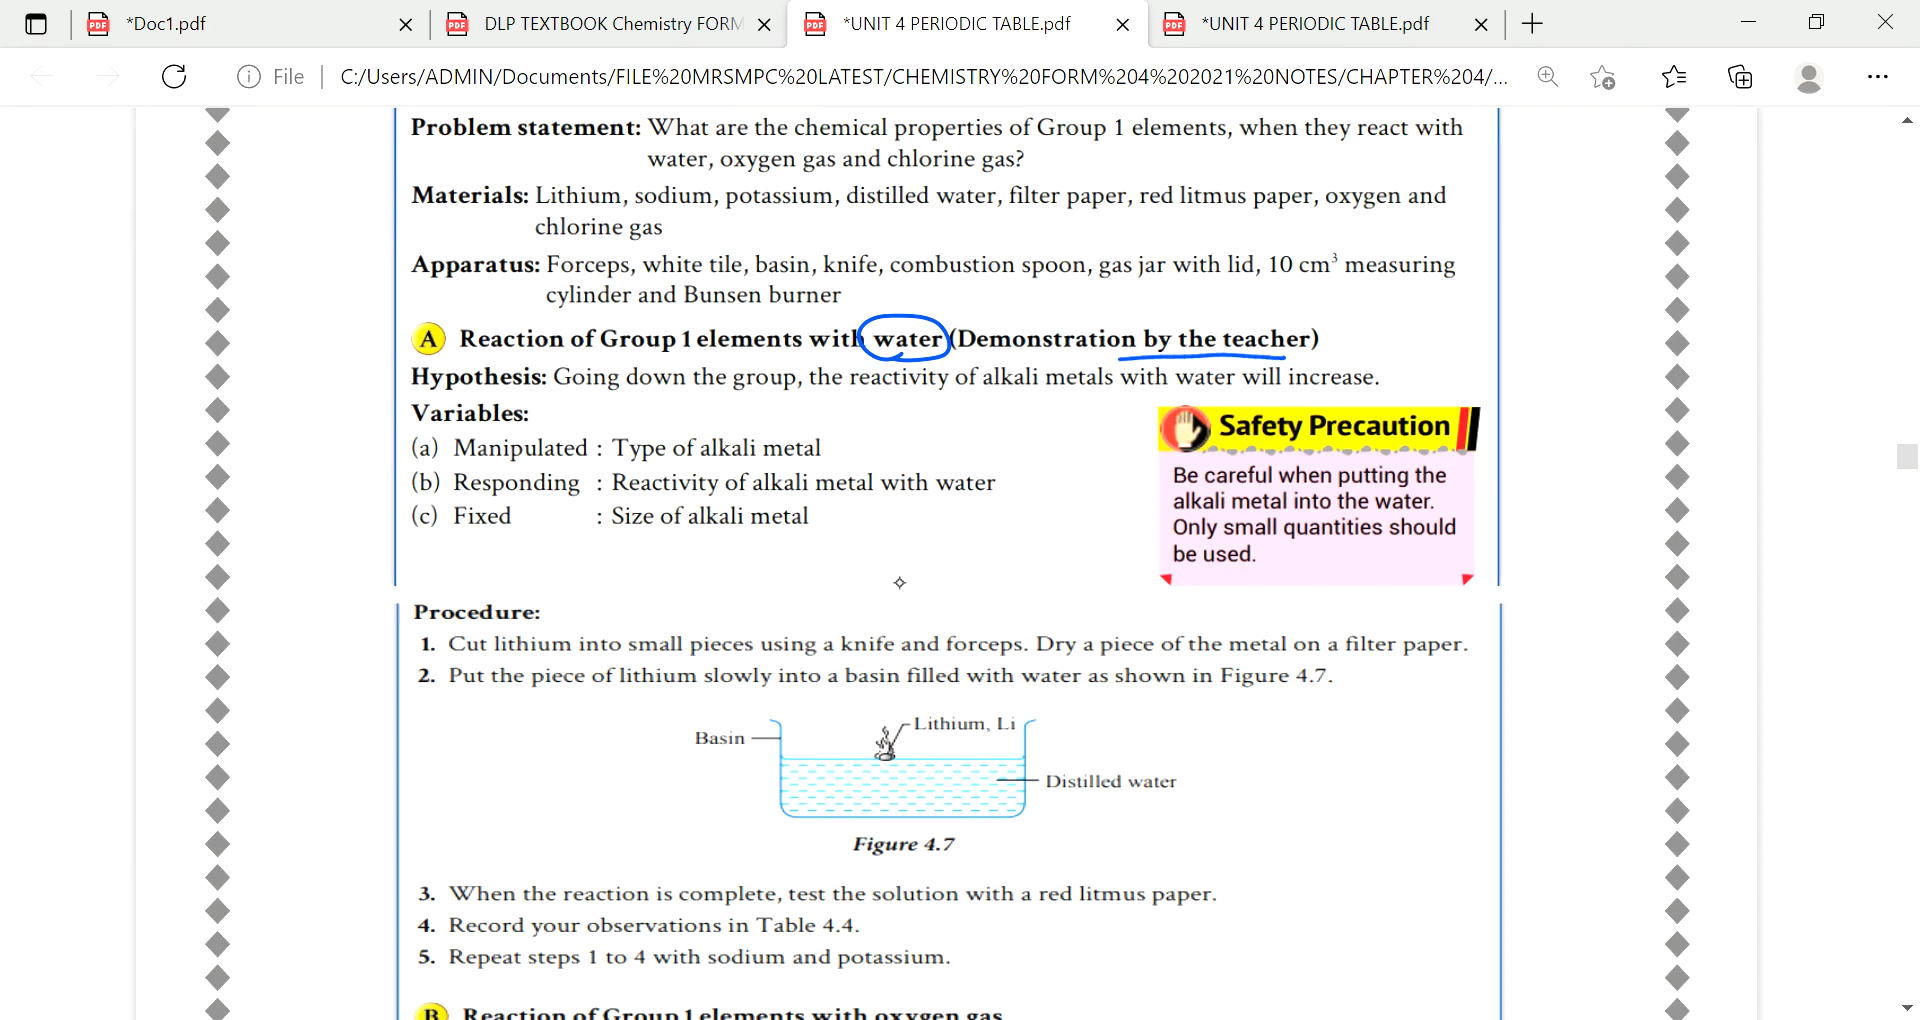 *Doc1.pdf
DLP TEXTBOOK Chemistry FORM
*UNIT 4 PERIODIC TABLE.pdf
*UNIT 4 PERIODIC TABLE.pdf
File
C:/Users/ADMIN/Documents/FILE%20MRSMPC%20LATEST/CHEMISTRY%20FORM%204%202021%20NOTES/CHAPTER%204/...
Problem statement: What are the chemical properties of Group 1 elements, when they react with
water, oxygen gas and chlorine gas?
Materials: Lithium, sodium, potassium, distilled water, filter paper, red litmus paper, oxygen and
chlorine gas
Apparatus: Forceps, white tile, basin, knife, combustion spoon, gas jar with lid, 10 cm³ measuring
cylinder and Bunsen burner
A Reaction of Group 1 elements with water (Demonstration by the teacher)
Hypothesis: Going down the group, the reactivity of alkali metals with water will increase.
Variables:
(a) Manipulated : Type of alkali metal
(b) Responding : Reactivity of alkali metal with water
(c) Fixed : Size of alkali metal
Safety Precaution
Be careful when putting the
alkali metal into the water.
Only small quantities should
be used.
Procedure:
1. Cut lithium into small pieces using a knife and forceps. Dry a piece of the metal on a filter paper.
2. Put the piece of lithium slowly into a basin filled with water as shown in Figure 4.7.
Lithium, Li
Basin
Distilled water
Figure 4.7
3. When the reaction is complete, test the solution with a red litmus paper.
4. Record your observations in Table 4.4.
5. Repeat steps 1 to 4 with sodium and potassium.
B Reaction of Group 1 elements with oxygen gas